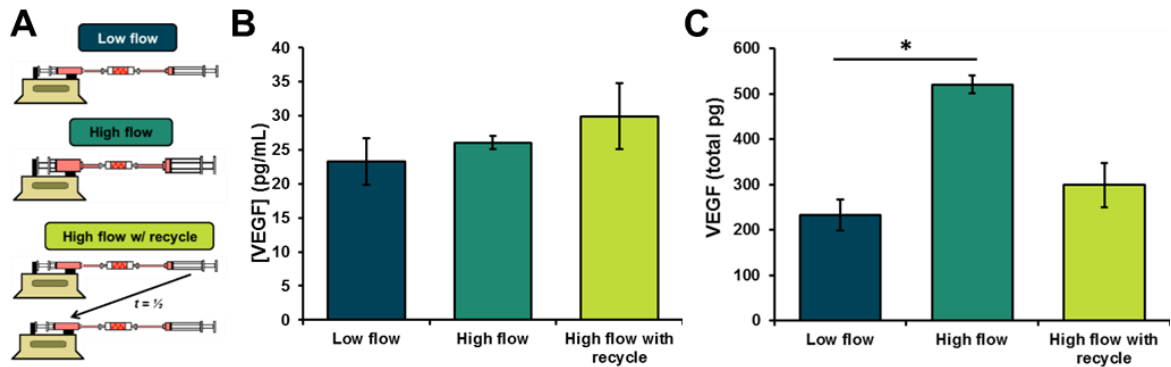 A
Low flow
High flow
High flow w/ recycle
t = ½
B
[VEGF] (pg/mL)
40
35
30
25
20
15
10
5
0
Low flow
High flow
High flow with
recycle
C
VEGF (total pg)
600
500
400
300
200
100
0
*
Low flow
High flow
High flow with
recycle